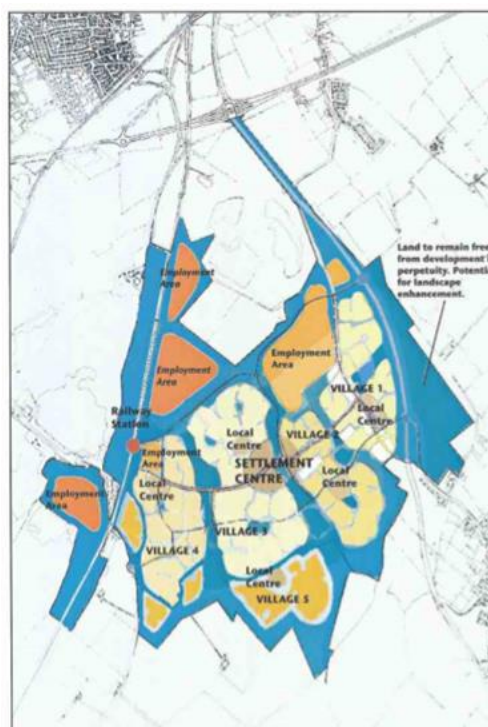 Land to remain free
from development
perpetuity.
for landscape
enhancement.
Employment
Area
Employment
Area
Employment
Area
VILLAGE 1
Local
Centre
Railway
Station
Local
Centre
VILLAGE 2
Employment
Area
SETTLEMENT
CENTRE
Local
Centre
Local
Centre
Employment
Area
VILLAGE 3
VILLAGE 4
Local
Centre
VILLAGE 5